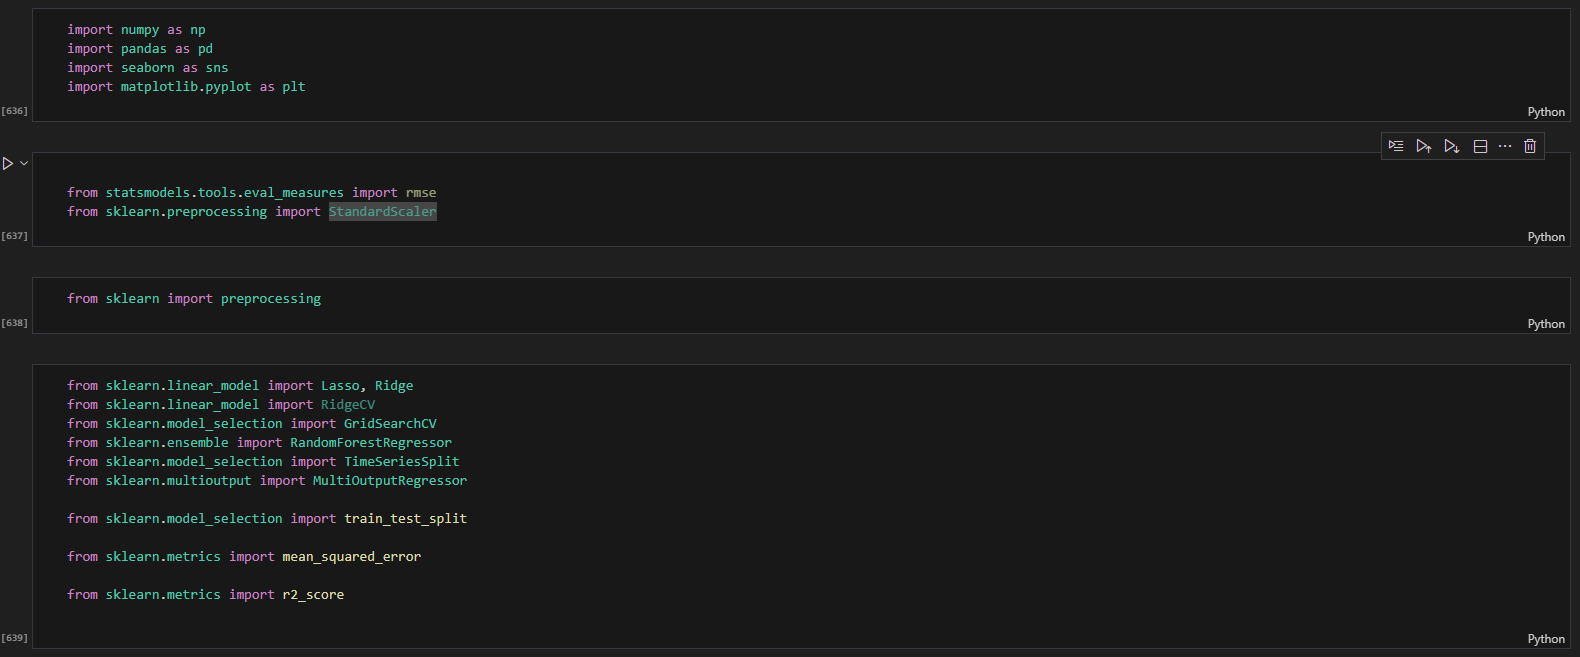 import numpy as np
import pandas as pd
import seaborn as sns
import matplotlib.pyplot as plt
[636]
Python
from statsmodels.tools.eval_measures import rmse
from sklearn.preprocessing import StandardScaler
[637]
Python
from sklearn import preprocessing
[638]
Python
from sklearn.linear_model import Lasso, Ridge
from sklearn.linear_model import RidgeCV
from sklearn.model_selection import GridSearchCV
from sklearn.ensemble import RandomForestRegressor
from sklearn.model_selection import TimeSeriesSplit
from sklearn.multioutput import MultiOutputRegressor
from sklearn.model_selection import train_test_split
from sklearn.metrics import mean_squared_error
from sklearn.metrics import r2_score
[639]
Python